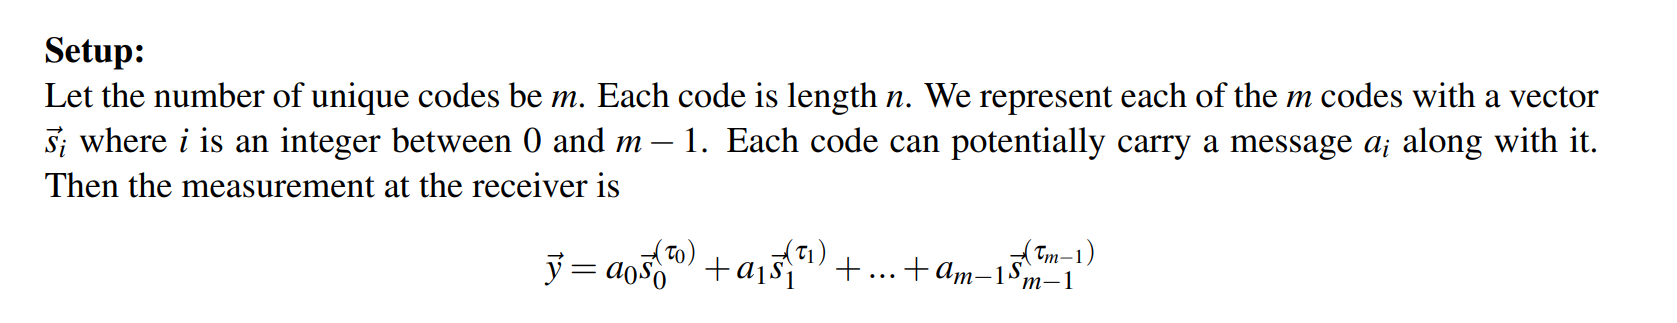 Setup:
Let the number of unique codes be m. Each code is length n. We represent each of the m codes with a vector
$\vec{s}_i$ where i is an integer between 0 and m − 1. Each code can potentially carry a message $a_i$ along with it.
Then the measurement at the receiver is
$\vec{y} = a_0\vec{s}_0^{(\tau_0)} + a_1\vec{s}_1^{(\tau_1)} + ... + a_{m-1}\vec{s}_{m-1}^{(\tau_{m-1})}$